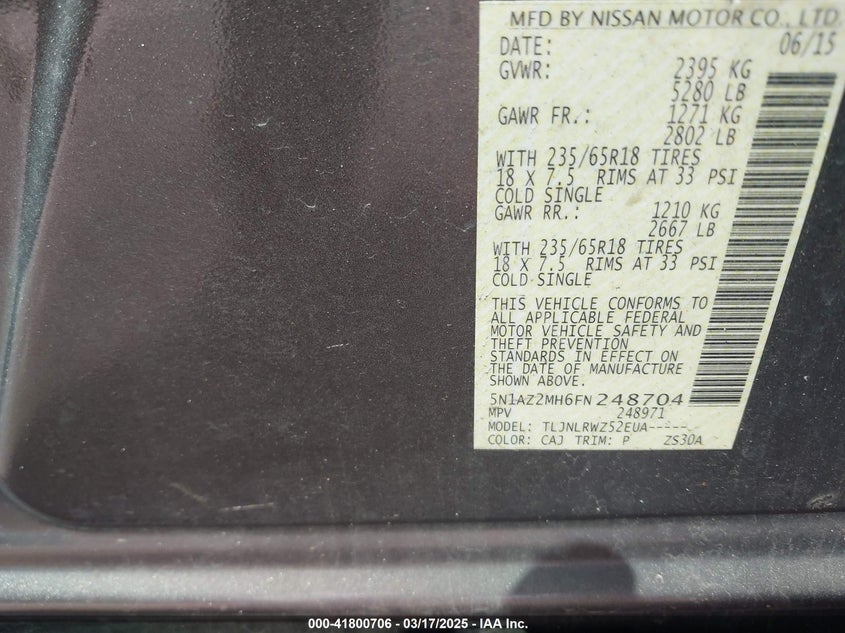 MFD BY NISSAN MOTOR CO., LTD.
DATE: 06/15
GVWR: 2395 KG
5280 LB
GAWR FR.: 1271 KG
2802 LB
WITH 235/65R18 TIRES
18 X 7.5 RIMS AT 33 PSI
COLD SINGLE
GAWR RR.: 1210 KG
2667 LB
WITH 235/65R18 TIRES
18 X 7.5 RIMS AT 33 PSI
COLD SINGLE
THIS VEHICLE CONFORMS TO
ALL APPLICABLE FEDERAL
MOTOR VEHICLE SAFETY AND
THEFT PREVENTION
STANDARDS IN EFFECT ON
THE DATE OF MANUFACTURE
SHOWN ABOVE.
5N1AZ2MH6FN248704
MPV 248971
MODEL: TLJNLRWZ52EUA-----
COLOR: CAJ TRIM: P ZS30A
000-41800706 - 03/17/2025 - IAA Inc.